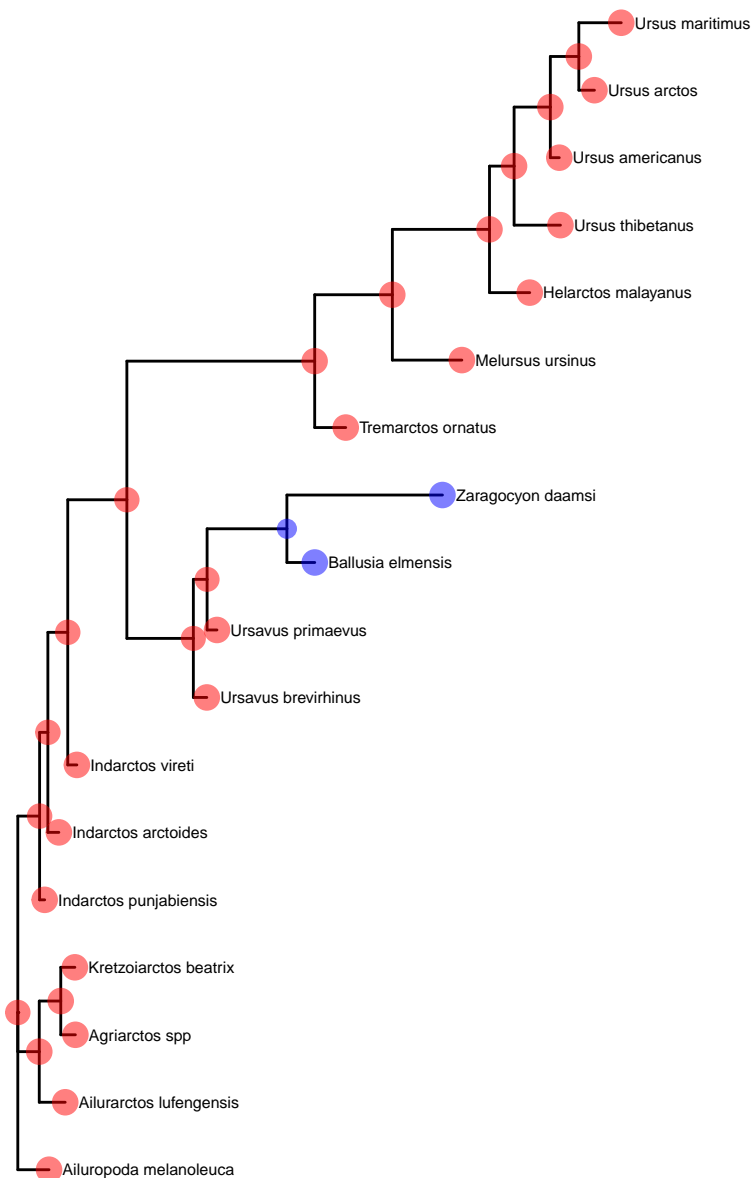 Ursus maritimus
Ursus arctos
Ursus americanus
Ursus thibetanus
Helarctos malayanus
Melursus ursinus
Tremarctos ornatus
Zaragocyon daamsi
Ballusia elmensis
Ursavus primaevus
Ursavus brevirhinus
Indarctos vireti
Indarctos arctoides
Indarctos punjabiensis
Kretzoiarctos beatrix
Agriarctos spp
Ailurarctos lufengensis
Ailuropoda melanoleuca